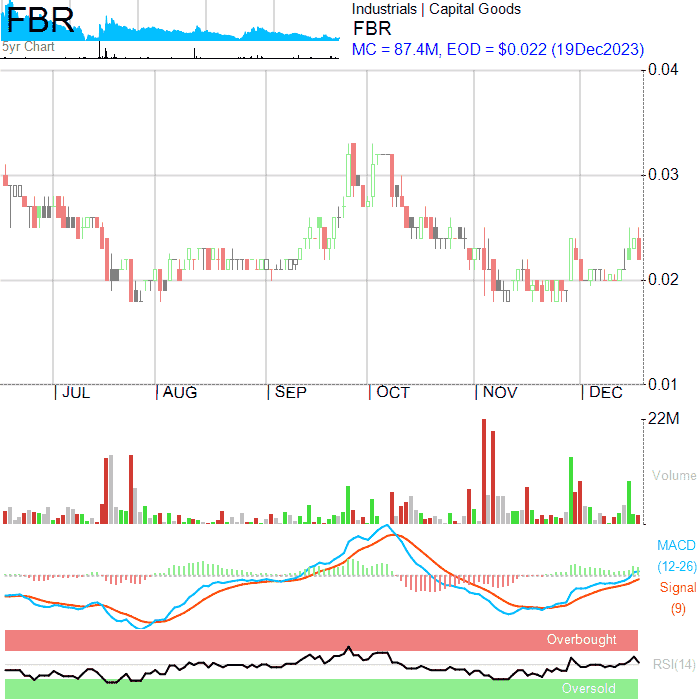 FBR
5yr Chart
Industrials | Capital Goods
FBR
MC = 87.4M, EOD = $0.022 (19Dec2023)
0.04
0.03
0.02
0.01
JUL AUG SEP OCT NOV DEC
22M
Volume
MACD
(12-26)
Signal
(9)
Overbought
RSI(14)
Oversold